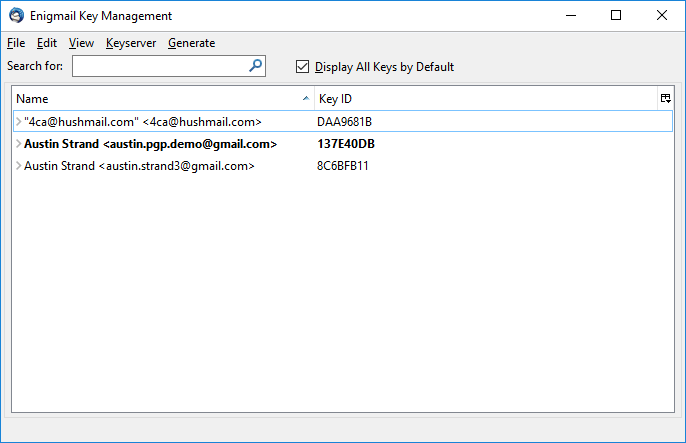 Enigmail Key Management
File Edit View Keyserver Generate
Search for: Display All Keys by Default
Name Key ID
"4ca@hushmail.com" <4ca@hushmail.com> DAA9681B
Austin Strand <austin.pgp.demo@gmail.com> 137E40DB
Austin Strand <austin.strand3@gmail.com> 8C6BFB11